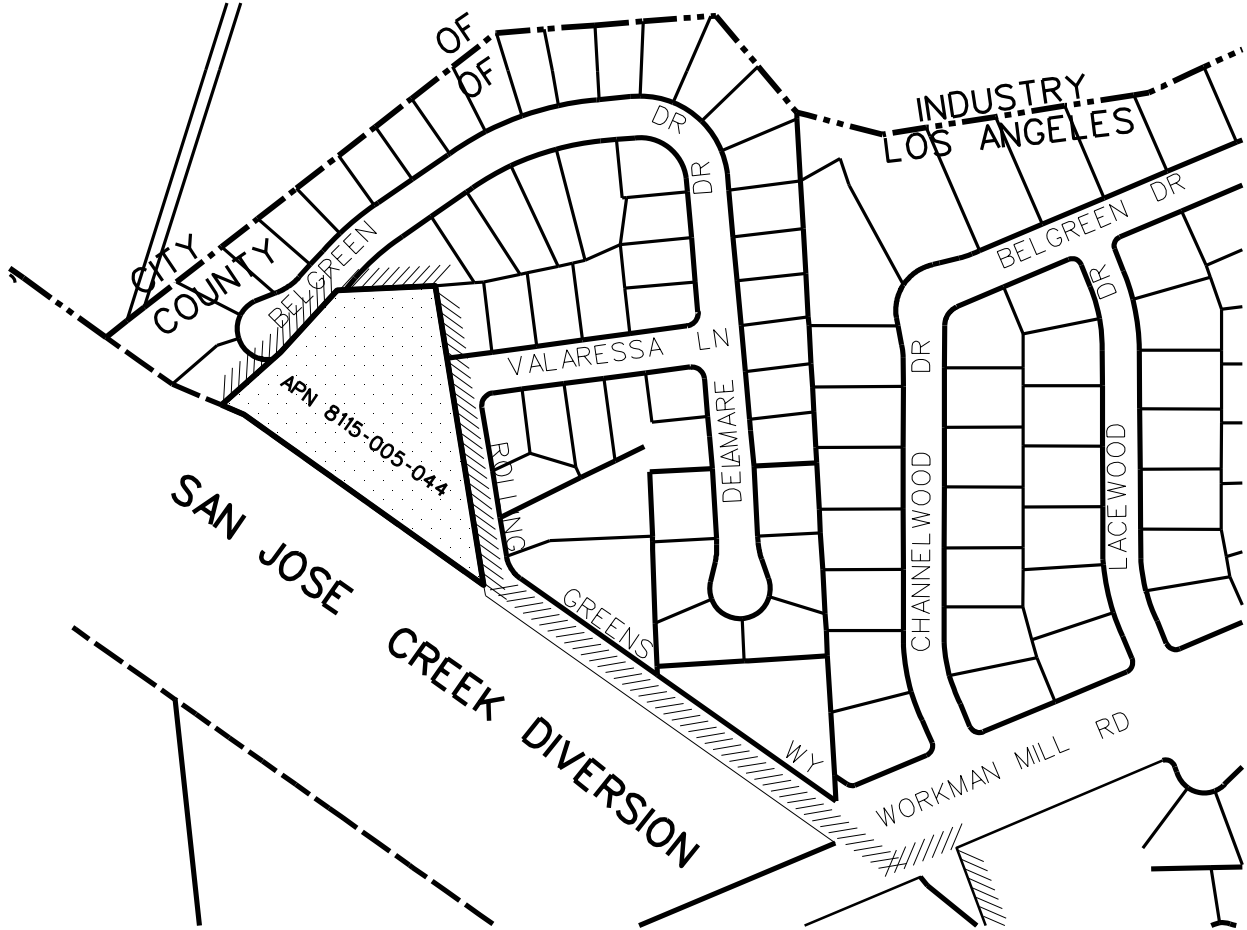 CITY OF INDUSTRY
COUNTY OF LOS ANGELES
DR
DR
BELGREEN
BELGREEN DR
DR
VALARESSA LN
DR
APN 8115-005-044
DELAMARE
ROLLING
GREENS
WY
CHANNELWOOD
LACEWOOD
SAN JOSE CREEK DIVERSION
WORKMAN MILL RD